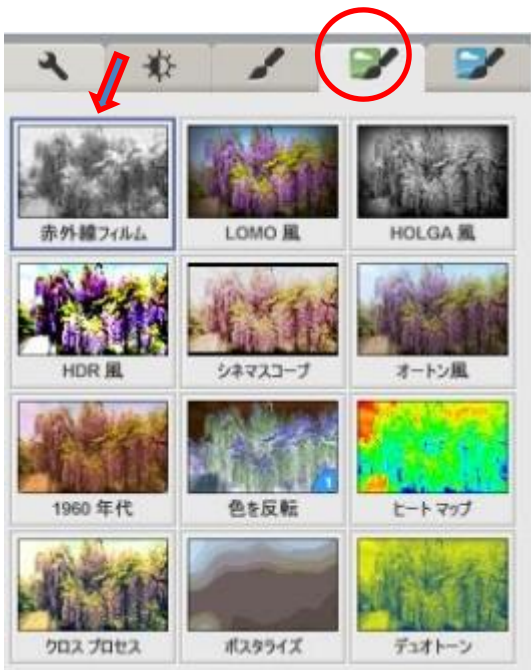 赤外線フィルム
LOMO 風
HOLGA 風
HDR 風
シネマスコープ
オートン風
1960 年代
色を反転
1
ヒート マップ
クロス プロセス
ポスタライズ
デュオトーン